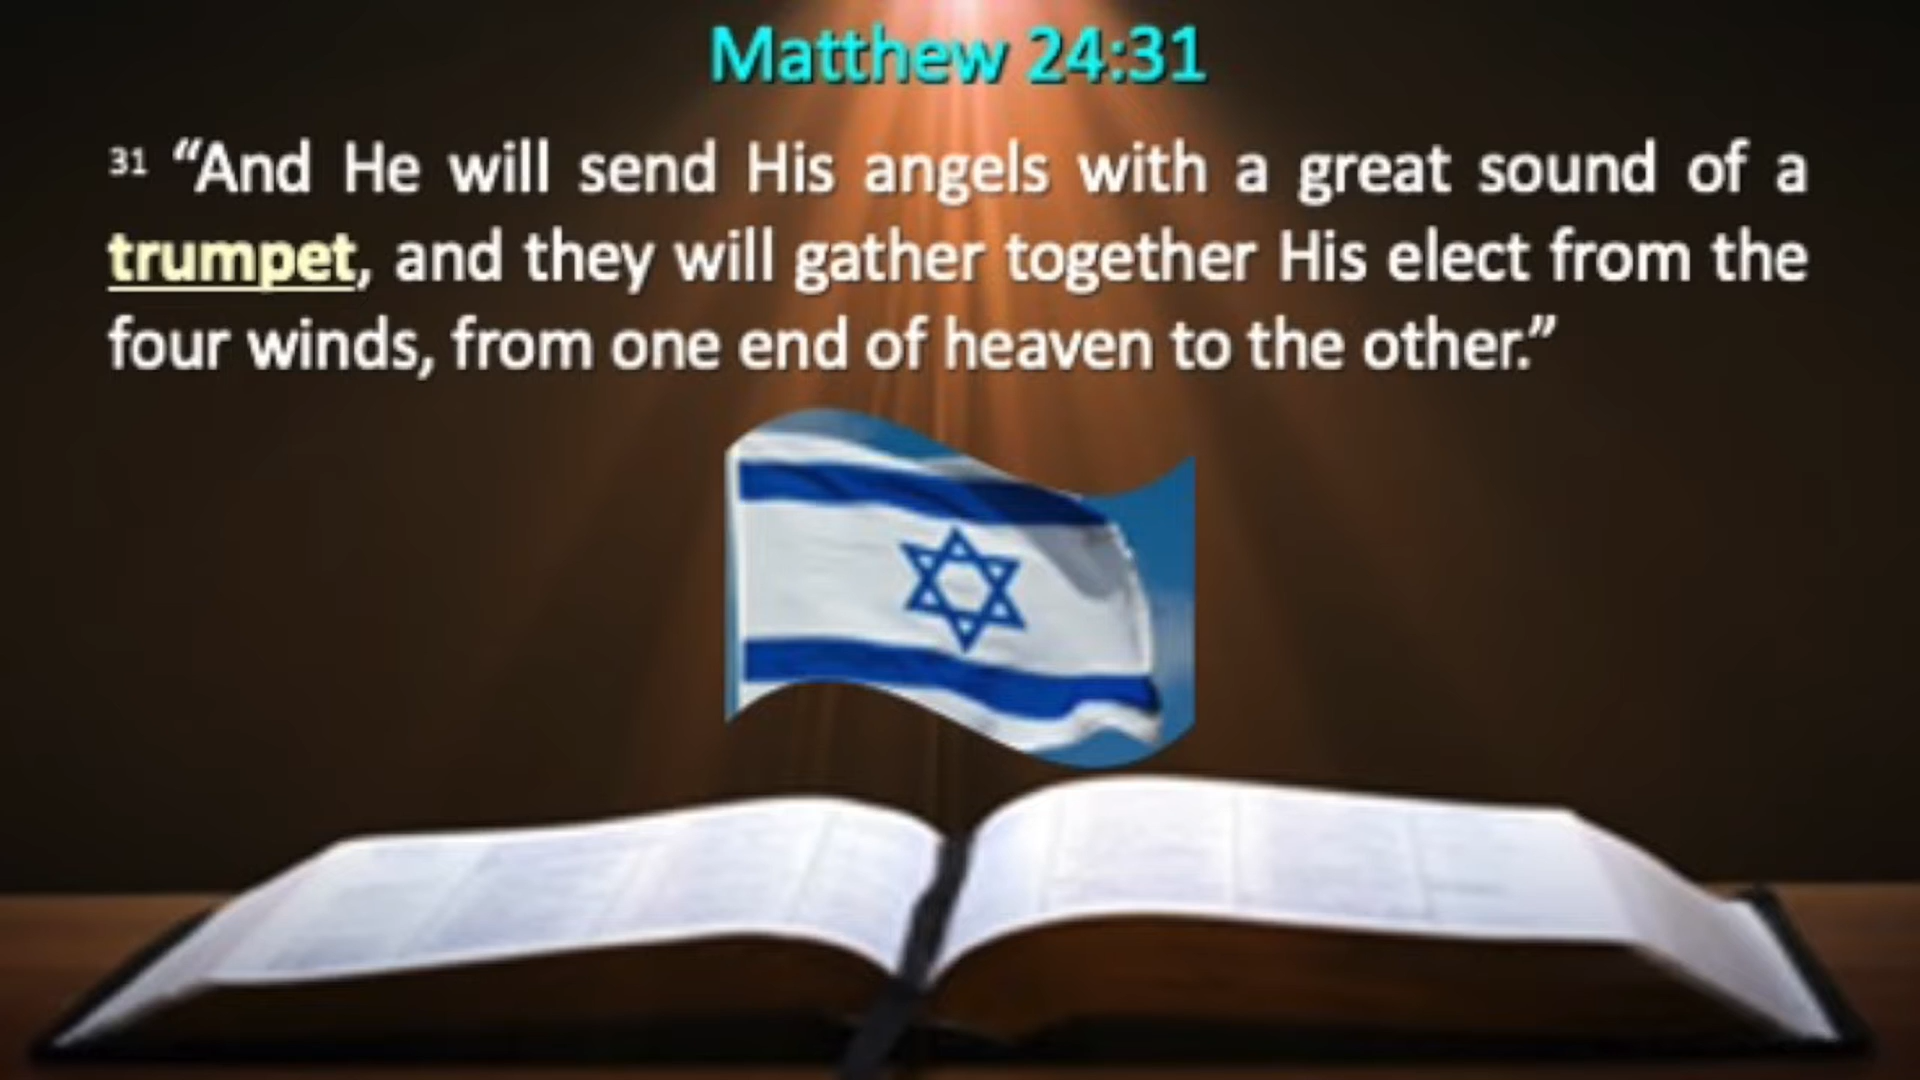 Matthew 24:31
31 “And He will send His angels with a great sound of a
trumpet, and they will gather together His elect from the
four winds, from one end of heaven to the other.”